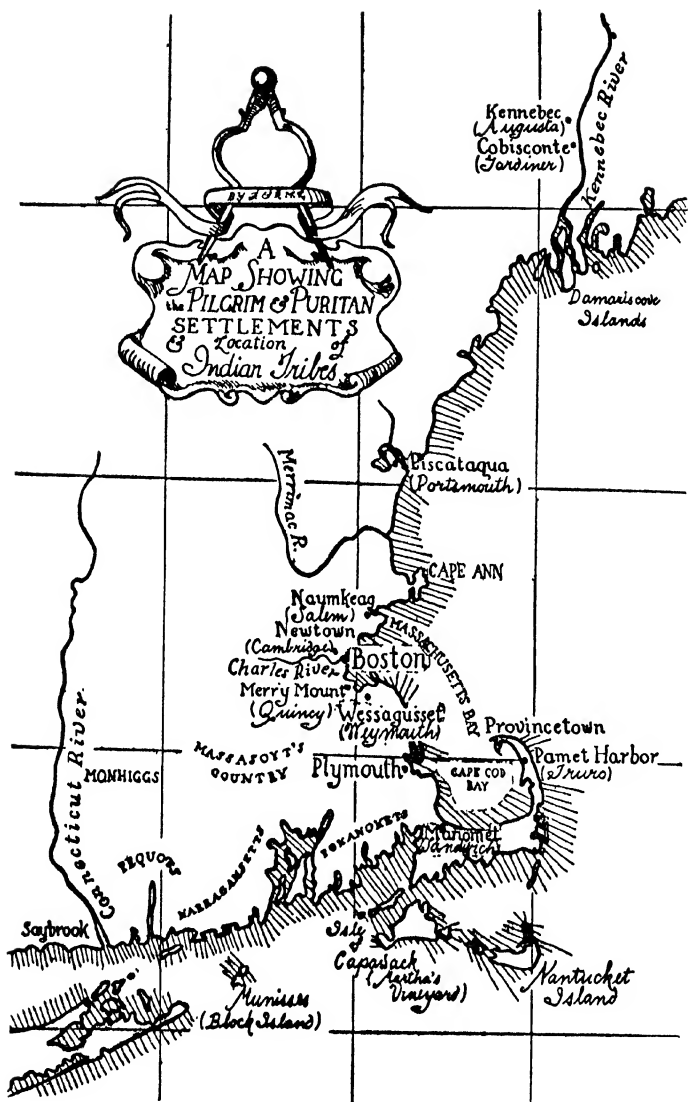 Kennebec
(Augusta)
Cobisconte
(Gardiner)
Kennebec River
A
MAP SHOWING
the PILGRIM & PURITAN
SETTLEMENTS
& Location of
Indian Tribes
Damariscove
Islands
Merrimac R.
Piscataqua
(Portsmouth)
CAPE ANN
Naumkeag
(Salem)
Newtown
(Cambridge)
MASSACHUSETTS BAY
Boston
Charles River
Merry Mount
(Quincy)
Wessagusset
(Weymouth)
Provincetown
Pamet Harbor
(Truro)
Connecticut River
MONHIGGS
MASSASOYT'S
COUNTRY
Plymouth
CAPE COD
BAY
PEQUORS
NARRAGANSETTS
POKANOKETS
Manomet
Sandwich
Saybrook
Isly of
Capawack
(Martha's
Vineyard)
Nantucket
Island
Munisses
(Block Island)